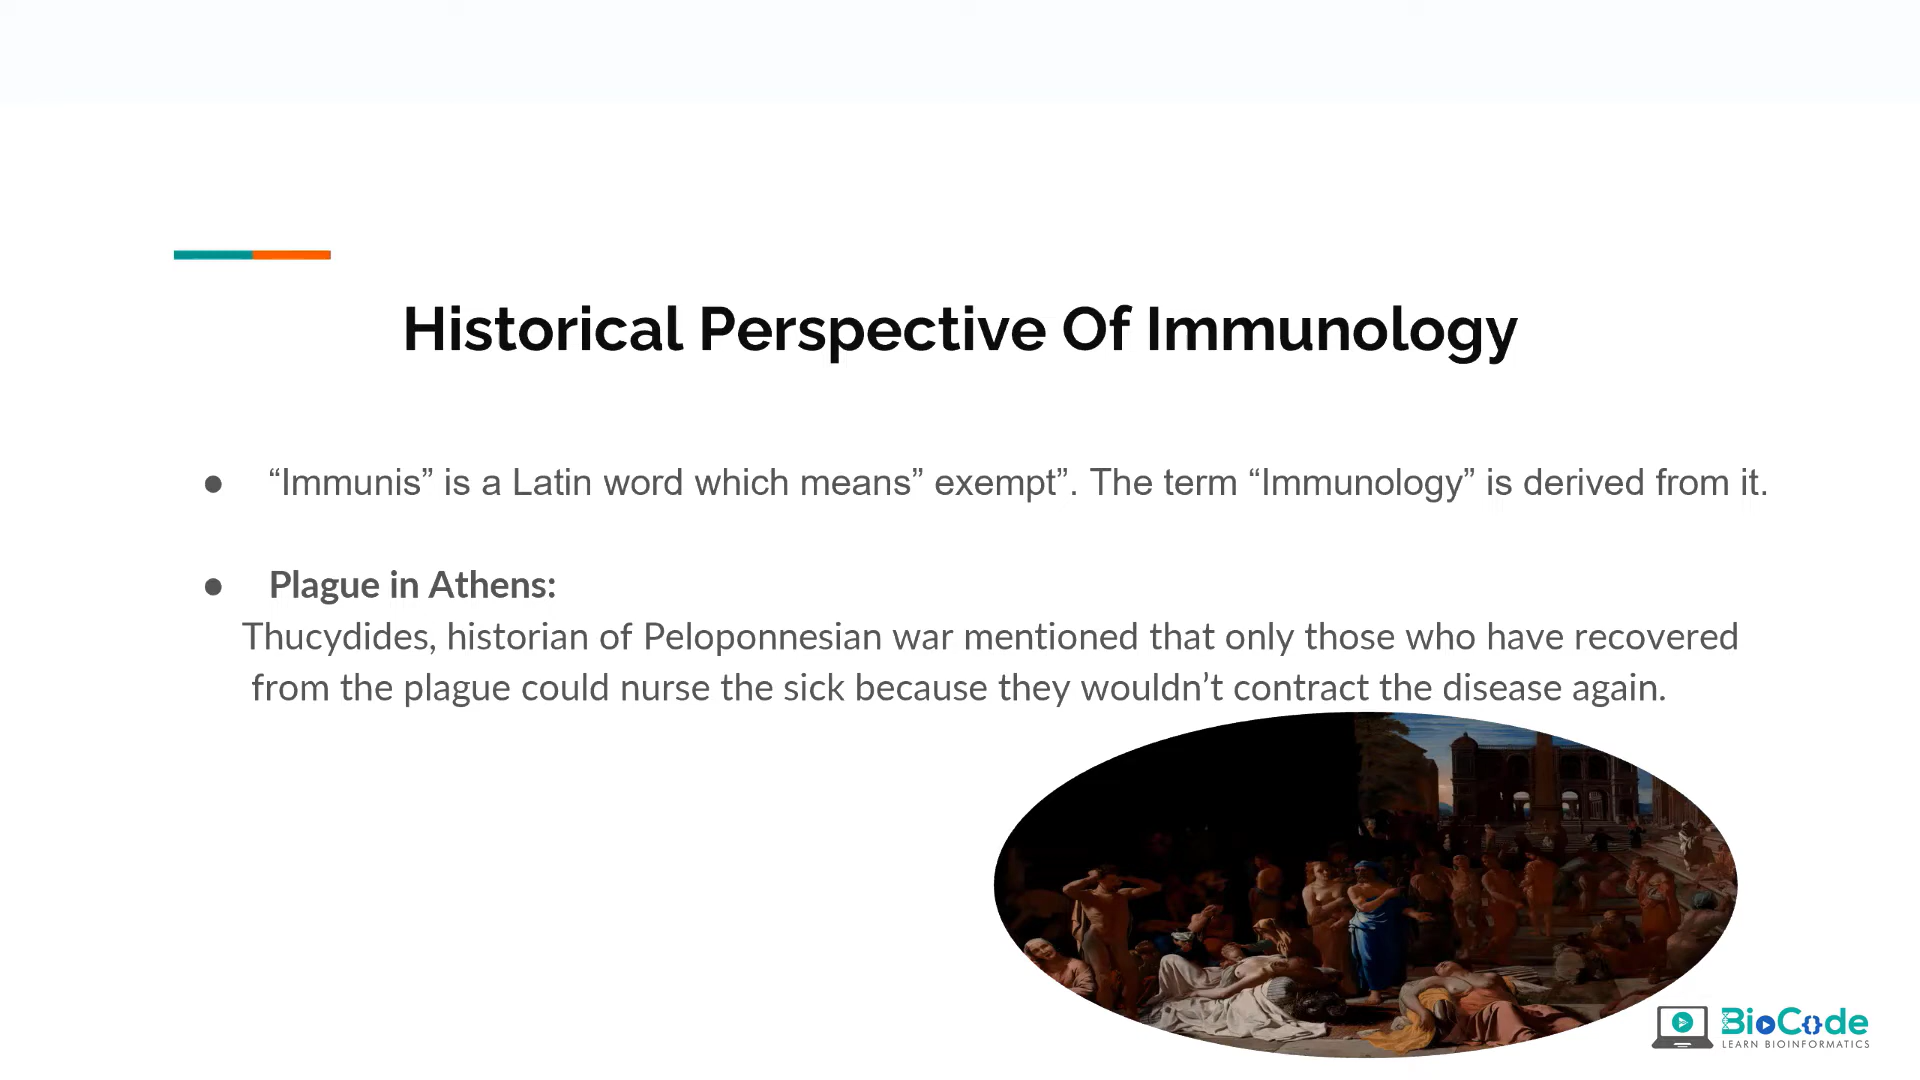 Historical Perspective Of Immunology
● “Immunis” is a Latin word which means” exempt”. The term “Immunology” is derived from it.
● Plague in Athens:
Thucydides, historian of Peloponnesian war mentioned that only those who have recovered
from the plague could nurse the sick because they wouldn’t contract the disease again.
BioCode
LEARN BIOINFORMATICS